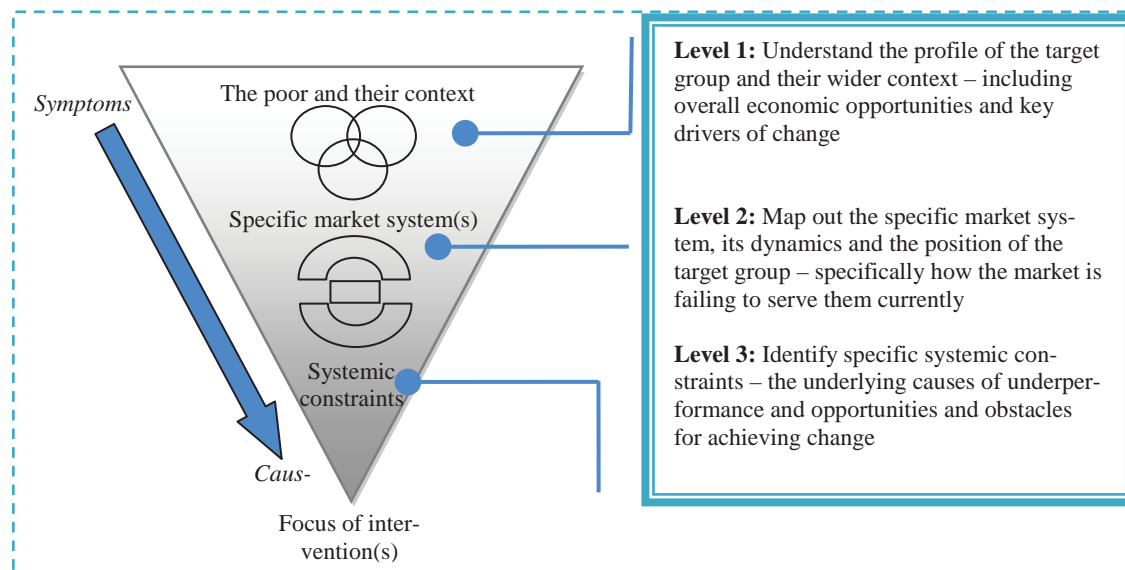 Symptoms
The poor and their context
Specific market system(s)
Systemic
constraints
Caus-
Focus of inter-
vention(s)
Level 1: Understand the profile of the target
group and their wider context – including
overall economic opportunities and key
drivers of change
Level 2: Map out the specific market sys-
tem, its dynamics and the position of the
target group – specifically how the market is
failing to serve them currently
Level 3: Identify specific systemic con-
straints – the underlying causes of underper-
formance and opportunities and obstacles
for achieving change